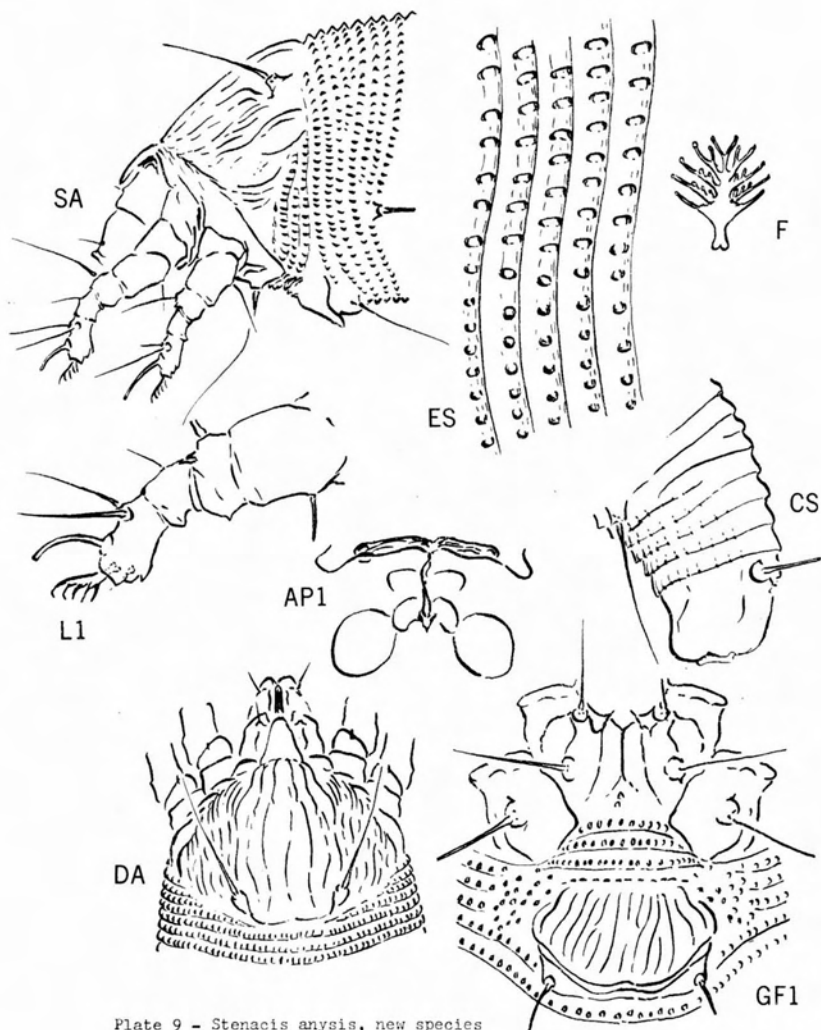 SA
F
ES
CS
L1
AP1
DA
GF1
Plate 9 - Stenacis anysis, new species